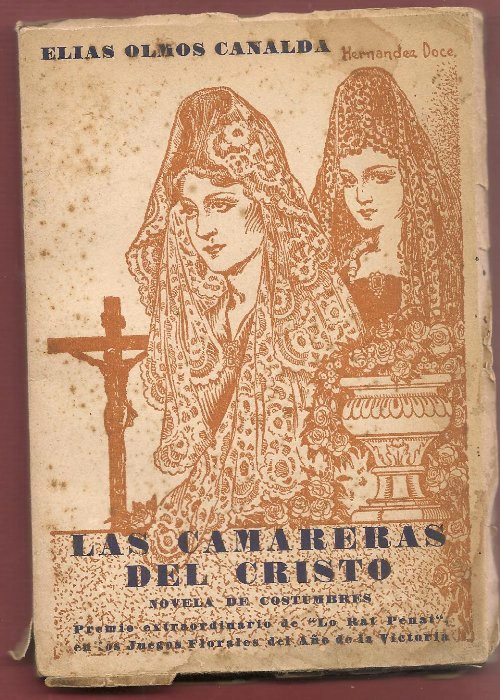 ELIAS OLMOS CANALDA
Hernandez Doce.
LAS CAMARERAS
DEL CRISTO
NOVELA DE COSTUMBRES
Premio extraordinario de "Lo Rat Penat",
en los Juegos Florales del Año de la Victoria